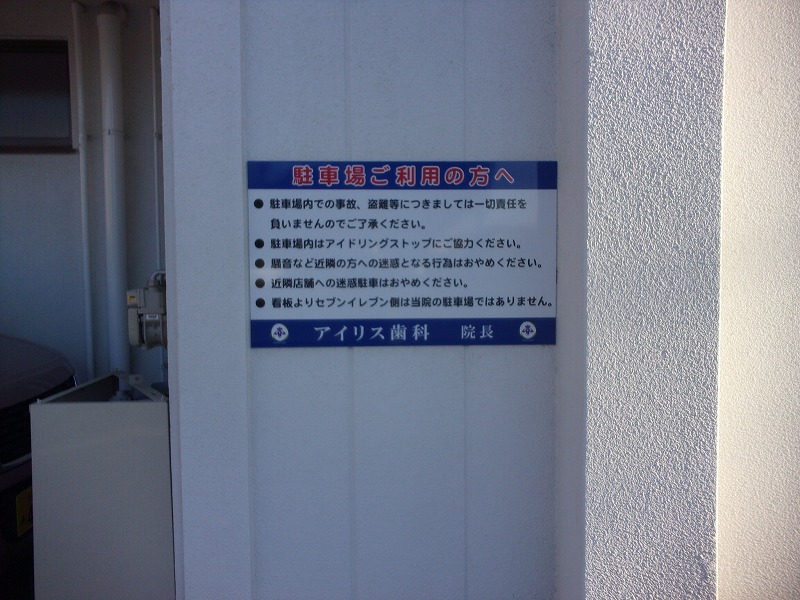 駐車場ご利用の方へ
● 駐車場内での事故、盗難等につきましては一切責任を
負いませんのでご了承ください。
● 駐車場内はアイドリングストップにご協力ください。
● 騒音など近隣の方への迷惑となる行為はおやめください。
● 近隣店舗への迷惑駐車はおやめください。
● 看板よりセブンイレブン側は当院の駐車場ではありません。
アイリス歯科 院長